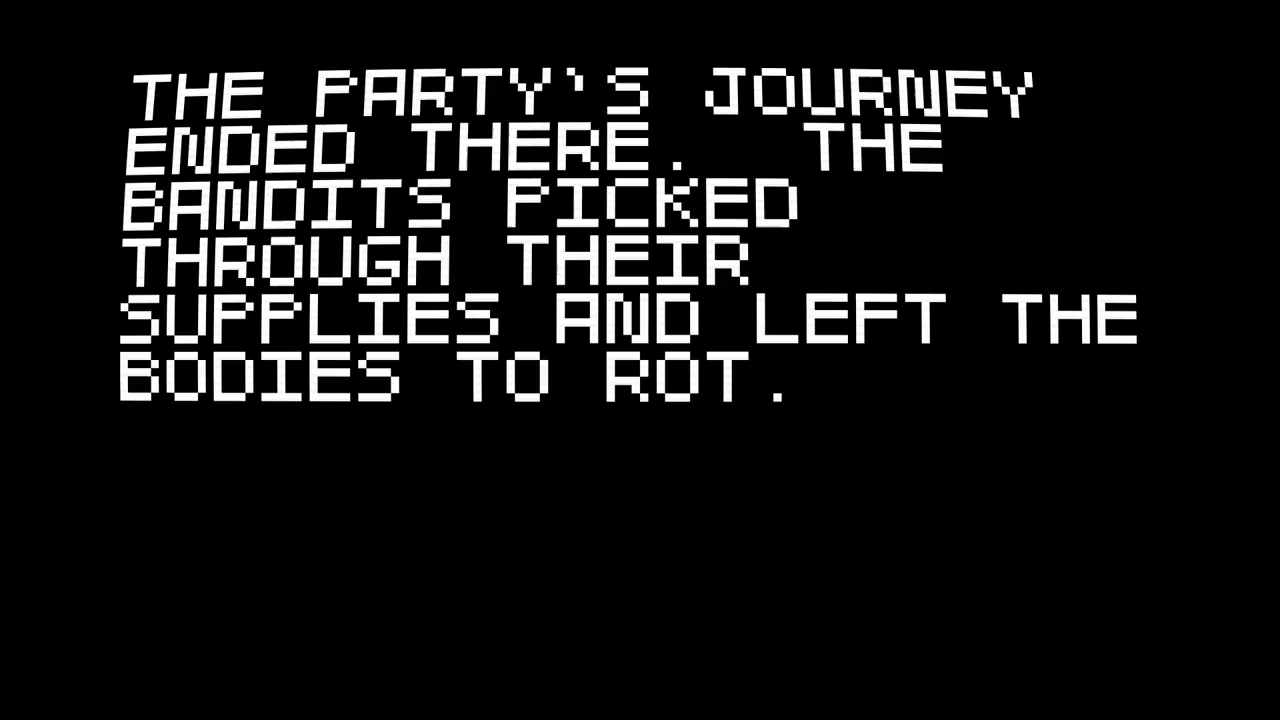 THE PARTY'S JOURNEY
ENDED THERE. THE
BANDITS PICKED
THROUGH THEIR
SUPPLIES AND LEFT THE
BODIES TO ROT.